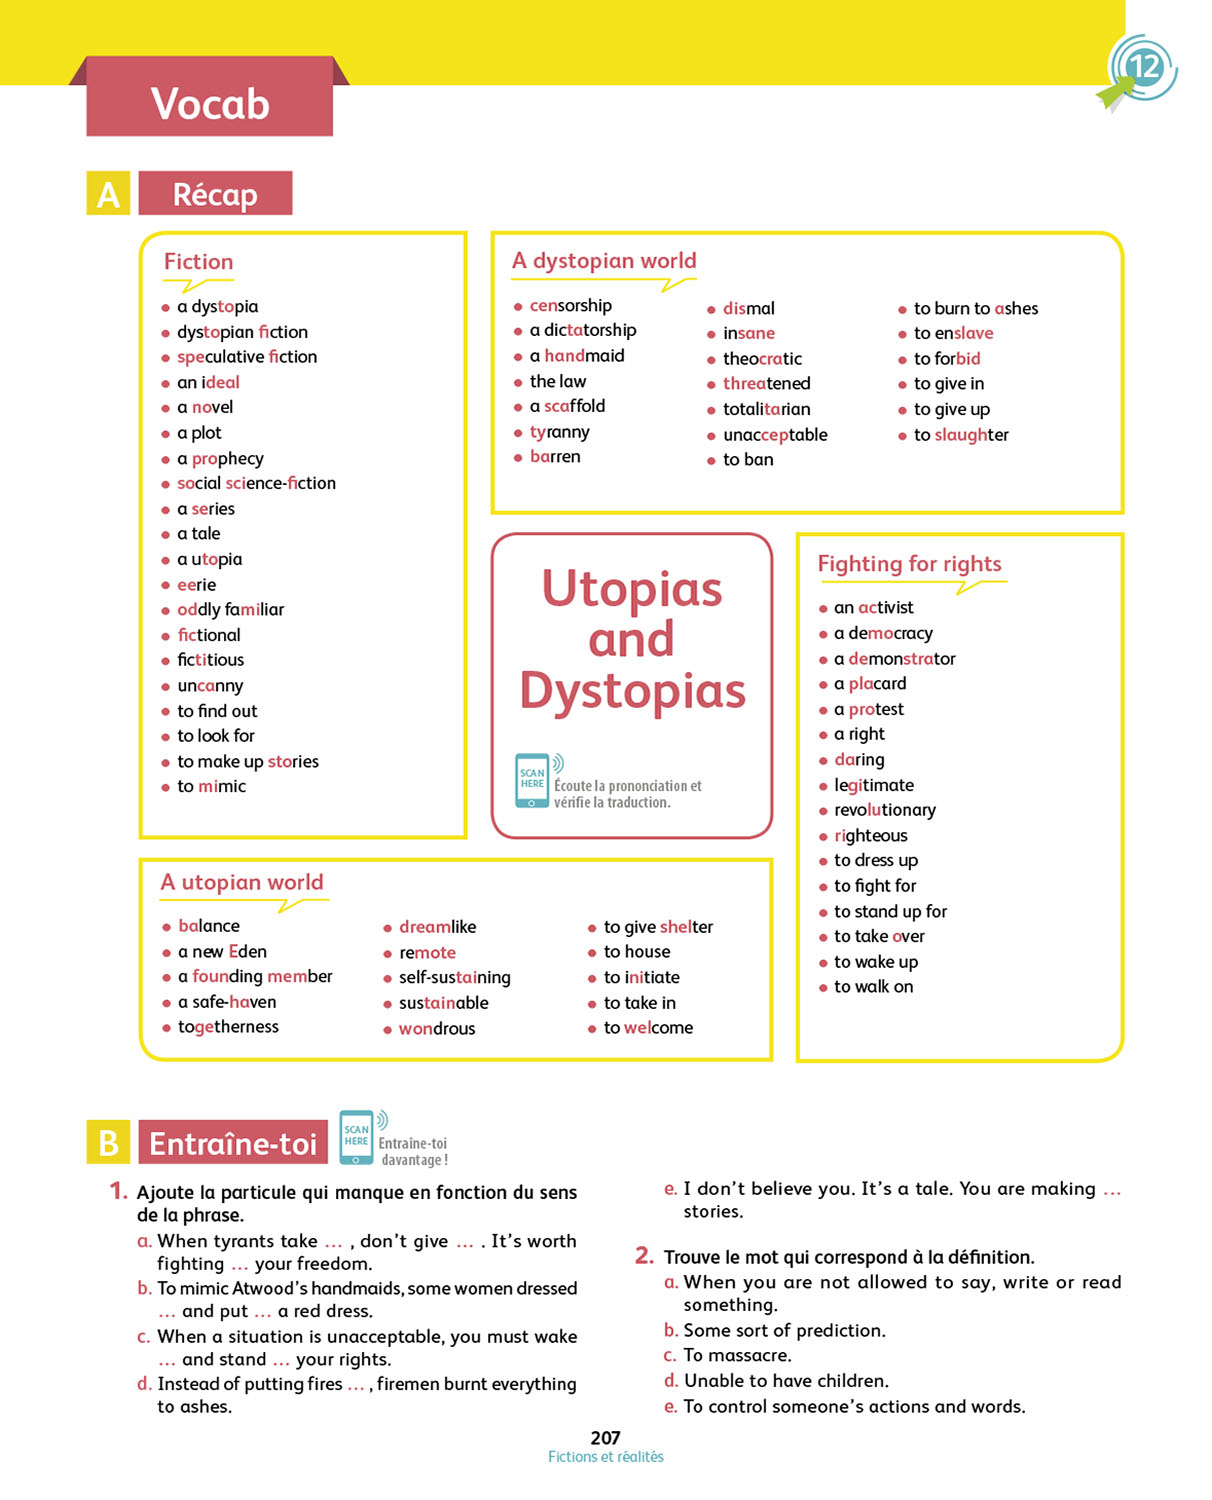 12
Vocab
A Récap
Fiction
• a dystopia
• dystopian fiction
• speculative fiction
• an ideal
• a novel
• a plot
• a prophecy
• social science-fiction
• a series
• a tale
• a utopia
• eerie
• oddly familiar
• fictional
• fictitious
• uncanny
• to find out
• to look for
• to make up stories
• to mimic
A dystopian world
• censorship
• a dictatorship
• a handmaid
• the law
• a scaffold
• tyranny
• barren
• dismal
• insane
• theocratic
• threatened
• totalitarian
• unacceptable
• to ban
• to burn to ashes
• to enslave
• to forbid
• to give in
• to give up
• to slaughter
Utopias
and
Dystopias
SCAN
HERE
Écoute la prononciation et
vérifie la traduction.
Fighting for rights
• an activist
• a democracy
• a demonstrator
• a placard
• a protest
• a right
• daring
• legitimate
• revolutionary
• righteous
• to dress up
• to fight for
• to stand up for
• to take over
• to wake up
• to walk on
A utopian world
• balance
• a new Eden
• a founding member
• a safe-haven
• togetherness
• dreamlike
• remote
• self-sustaining
• sustainable
• wondrous
• to give shelter
• to house
• to initiate
• to take in
• to welcome
B Entraîne-toi
SCAN
HERE
Entraîne-toi
davantage !
1. Ajoute la particule qui manque en fonction du sens
de la phrase.
a. When tyrants take ... , don't give ... . It's worth
fighting ... your freedom.
b. To mimic Atwood's handmaids, some women dressed
... and put ... a red dress.
c. When a situation is unacceptable, you must wake
... and stand ... your rights.
d. Instead of putting fires ... , firemen burnt everything
to ashes.
e. I don't believe you. It's a tale. You are making ...
stories.
2. Trouve le mot qui correspond à la définition.
a. When you are not allowed to say, write or read
something.
b. Some sort of prediction.
c. To massacre.
d. Unable to have children.
e. To control someone's actions and words.
207
Fictions et réalités